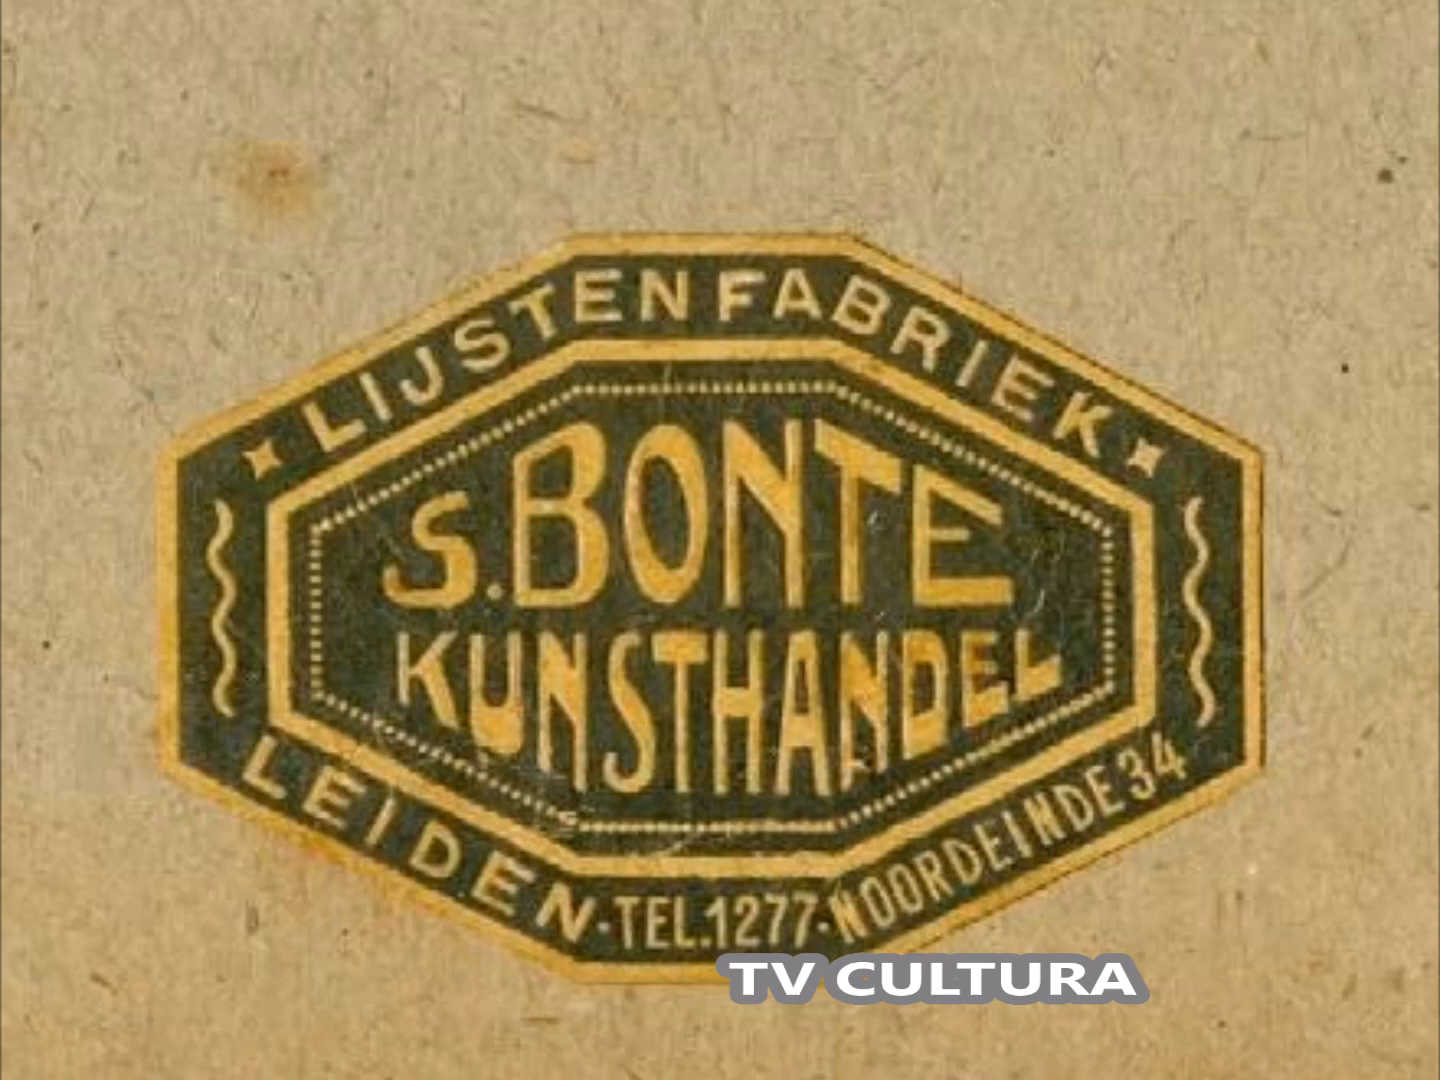 LIJSTENFABRIEK
S. BONTE
KUNSTHANDEL
LEIDEN·TEL.1277·NOORDEINDE 34
TV CULTURA